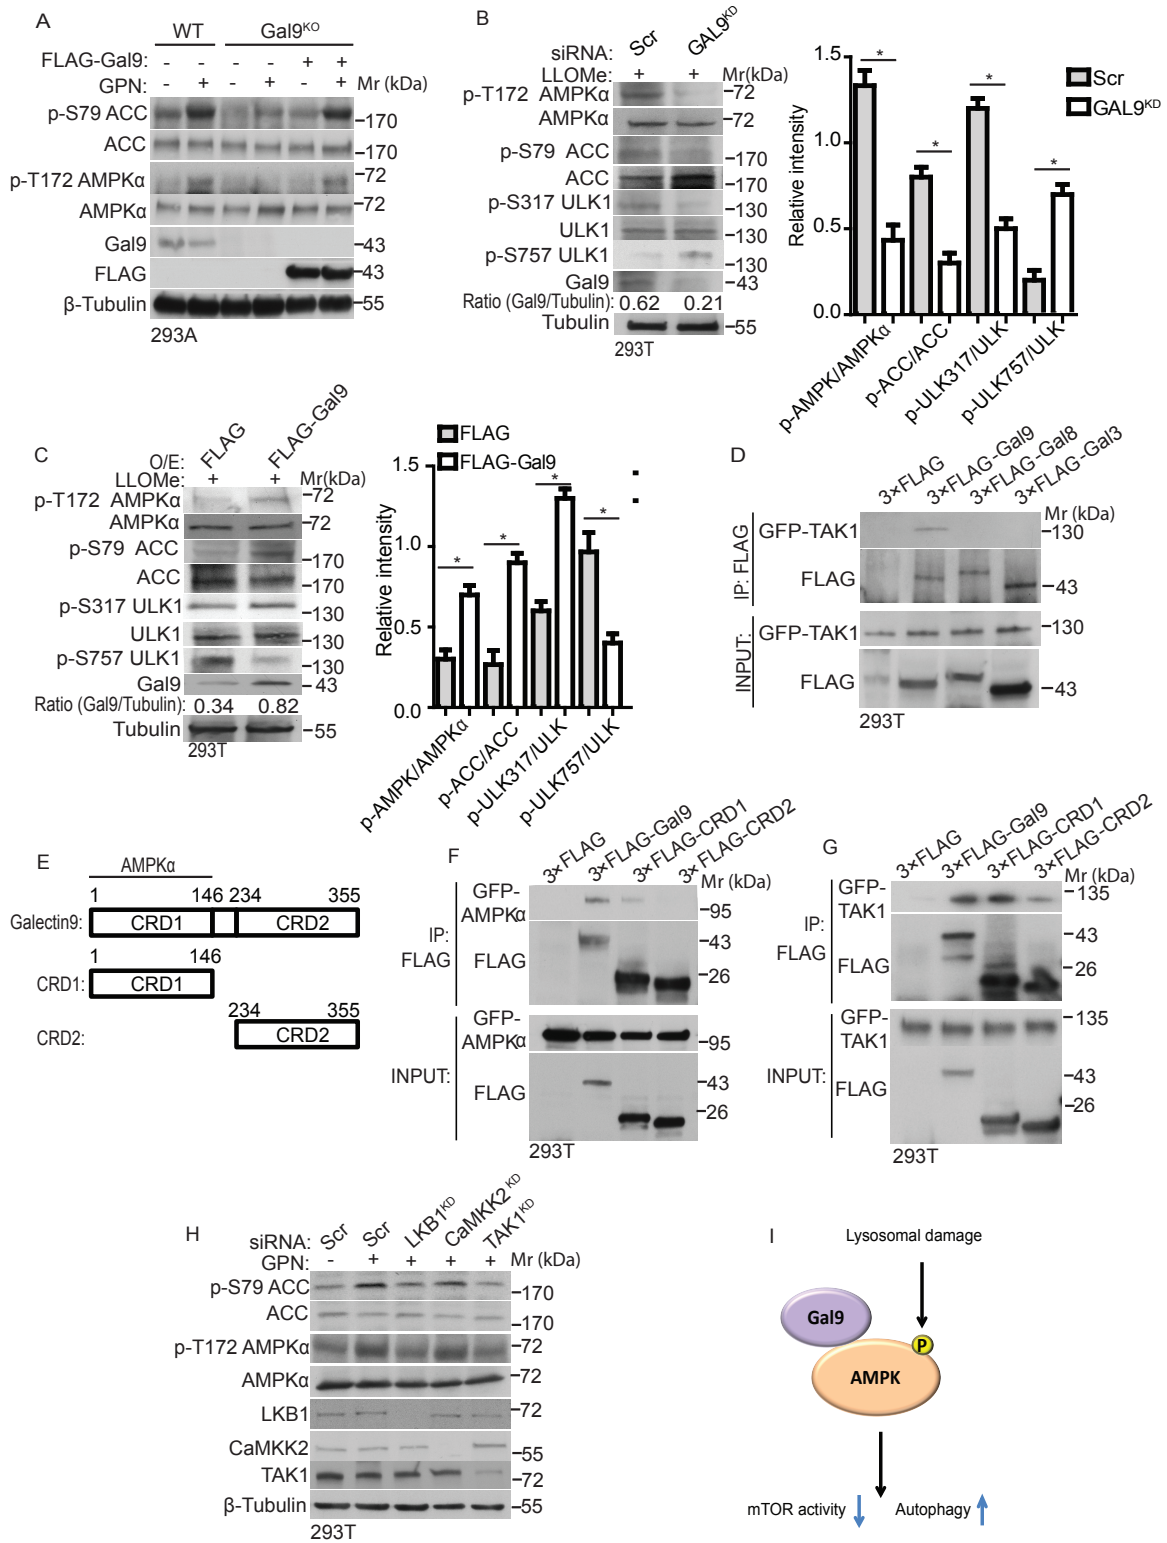 A
WT Gal9KO
FLAG-Gal9: - - - - + +
GPN: - + - + - + Mr (kDa)
p-S79 ACC -170
ACC -170
p-T172 AMPKα -72
AMPKα -72
Gal9 -43
FLAG -43
β-Tubulin -55
293A
B
siRNA: Scr GAL9KD
LLOMe: + + Mr(kDa)
p-T172 AMPKα -72
AMPKα -72
p-S79 ACC -170
ACC -170
p-S317 ULK1 -130
ULK1 -130
p-S757 ULK1 -130
Gal9 -43
Ratio (Gal9/Tubulin): 0.62 0.21
Tubulin -55
293T
Relative intensity
1.5
1.0
0.5
0.0
* * * *
Scr
GAL9KD
p-AMPK/AMPKα
p-ACC/ACC
p-ULK317/ULK
p-ULK757/ULK
C
O/E: FLAG FLAG-Gal9
LLOMe: + + Mr(kDa)
p-T172 AMPKα -72
AMPKα -72
p-S79 ACC -170
ACC -170
p-S317 ULK1 -130
ULK1 -130
p-S757 ULK1 -130
Gal9 -43
Ratio (Gal9/Tubulin): 0.34 0.82
Tubulin -55
293T
Relative intensity
1.5
1.0
0.5
0.0
* * * *
FLAG
FLAG-Gal9
p-AMPK/AMPKα
p-ACC/ACC
p-ULK317/ULK
p-ULK757/ULK
D
3×FLAG 3×FLAG-Gal9 3×FLAG-Gal8 3×FLAG-Gal3
Mr (kDa)
IP: FLAG
GFP-TAK1 -130
FLAG -43
INPUT:
GFP-TAK1 -130
FLAG -43
293T
E
AMPKα
1 146 234 355
Galectin9: CRD1 CRD2
1 146
CRD1: CRD1
234 355
CRD2: CRD2
F
3×FLAG 3×FLAG-Gal9 3×FLAG-CRD1 3×FLAG-CRD2
Mr (kDa)
IP: FLAG
GFP-AMPKα -95
FLAG -43
-26
INPUT:
GFP-AMPKα -95
FLAG -43
-26
293T
G
3×FLAG 3×FLAG-Gal9 3×FLAG-CRD1 3×FLAG-CRD2
Mr (kDa)
IP: FLAG
GFP-TAK1 -135
FLAG -43
-26
INPUT:
GFP-TAK1 -135
FLAG -43
-26
293T
H
siRNA: Scr Scr LKB1KD CaMKK2KD TAK1KD
GPN: - + + + + Mr (kDa)
p-S79 ACC -170
ACC -170
p-T172 AMPKα -72
AMPKα -72
LKB1 -72
CaMKK2 -55
TAK1 -72
β-Tubulin -55
293T
I
Lysosomal damage
Gal9
P
AMPK
mTOR activity Autophagy